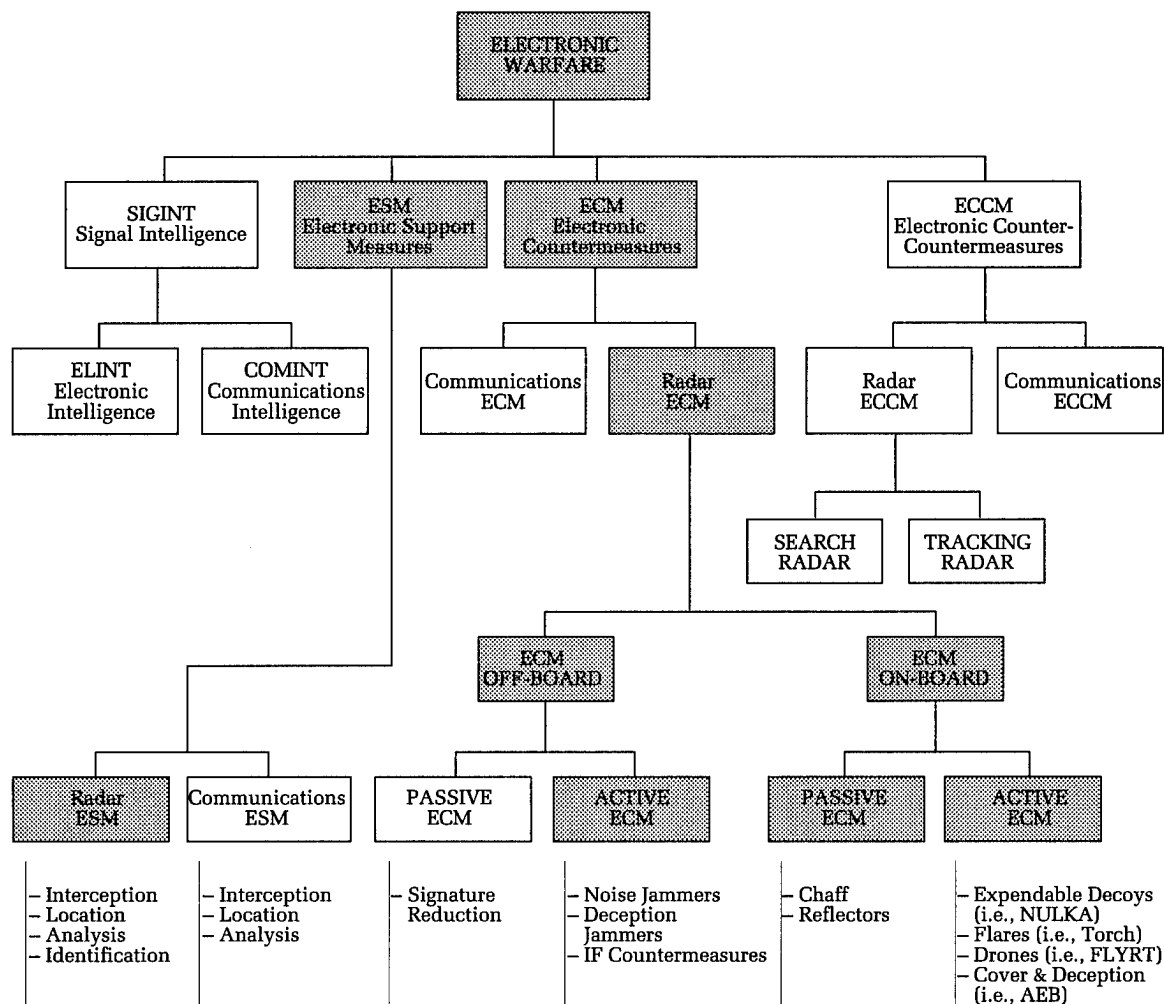 ELECTRONIC
WARFARE
SIGINT
Signal Intelligence
ESM
Electronic Support
Measures
ECM
Electronic
Countermeasures
ECCM
Electronic Counter-
Countermeasures
ELINT
Electronic
Intelligence
COMINT
Communications
Intelligence
Communications
ECM
Radar
ECM
Radar
ECCM
Communications
ECCM
SEARCH
RADAR
TRACKING
RADAR
ECM
OFF-BOARD
ECM
ON-BOARD
Radar
ESM
Communications
ESM
PASSIVE
ECM
ACTIVE
ECM
PASSIVE
ECM
ACTIVE
ECM
– Interception
– Location
– Analysis
– Identification
– Interception
– Location
– Analysis
– Signature
Reduction
– Noise Jammers
– Deception
Jammers
– IF Countermeasures
– Chaff
– Reflectors
– Expendable Decoys
(i.e., NULKA)
– Flares (i.e., Torch)
– Drones (i.e., FLYRT)
– Cover & Deception
(i.e., AEB)